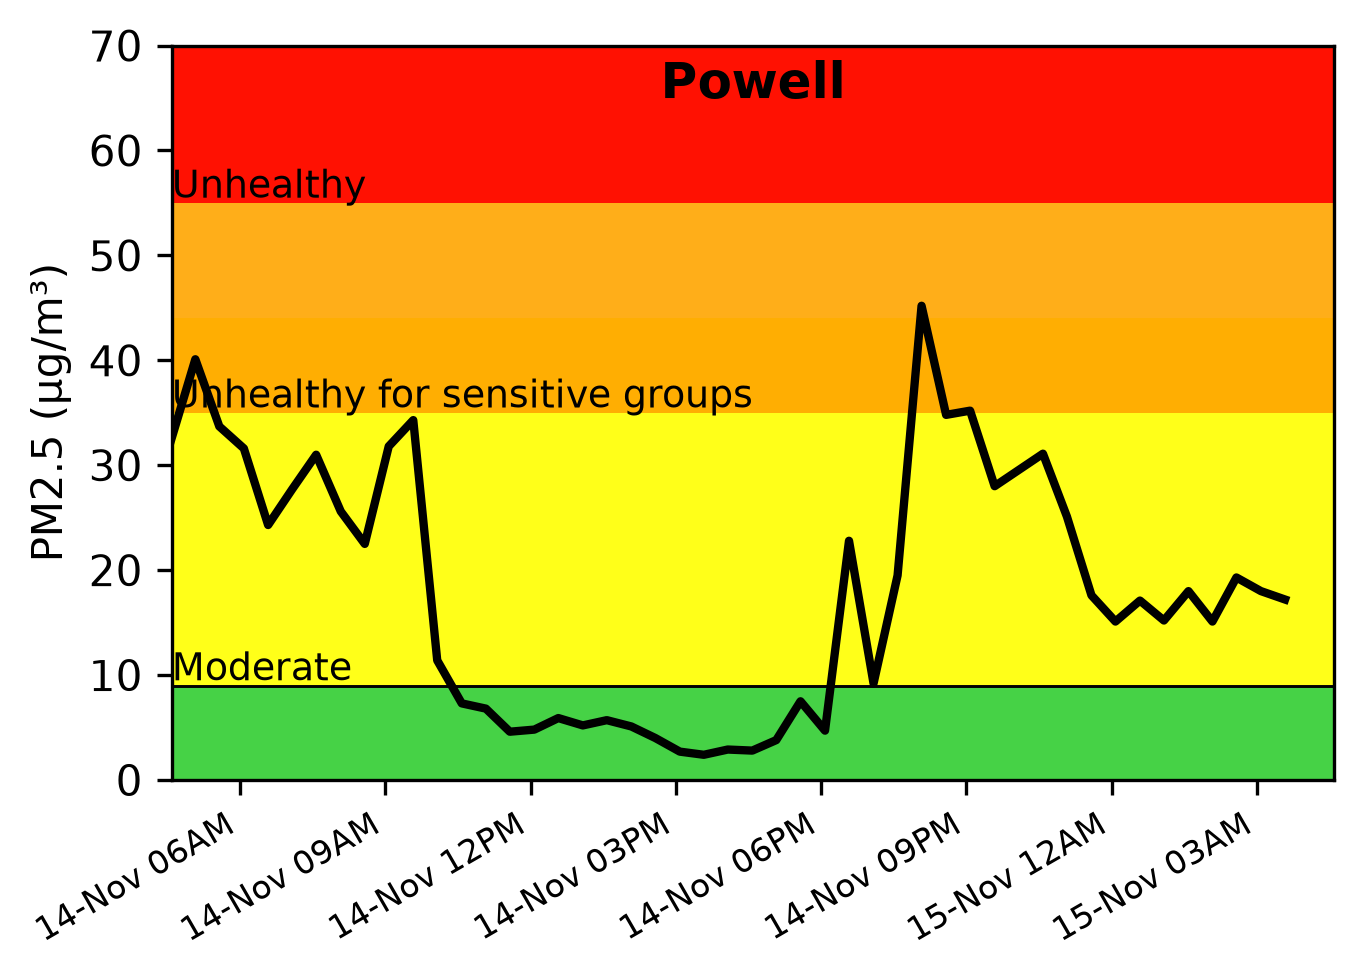 Powell
PM2.5 (µg/m³)
70
60
50
40
30
20
10
0
Unhealthy
Unhealthy for sensitive groups
Moderate
14-Nov 06AM
14-Nov 09AM
14-Nov 12PM
14-Nov 03PM
14-Nov 06PM
14-Nov 09PM
15-Nov 12AM
15-Nov 03AM